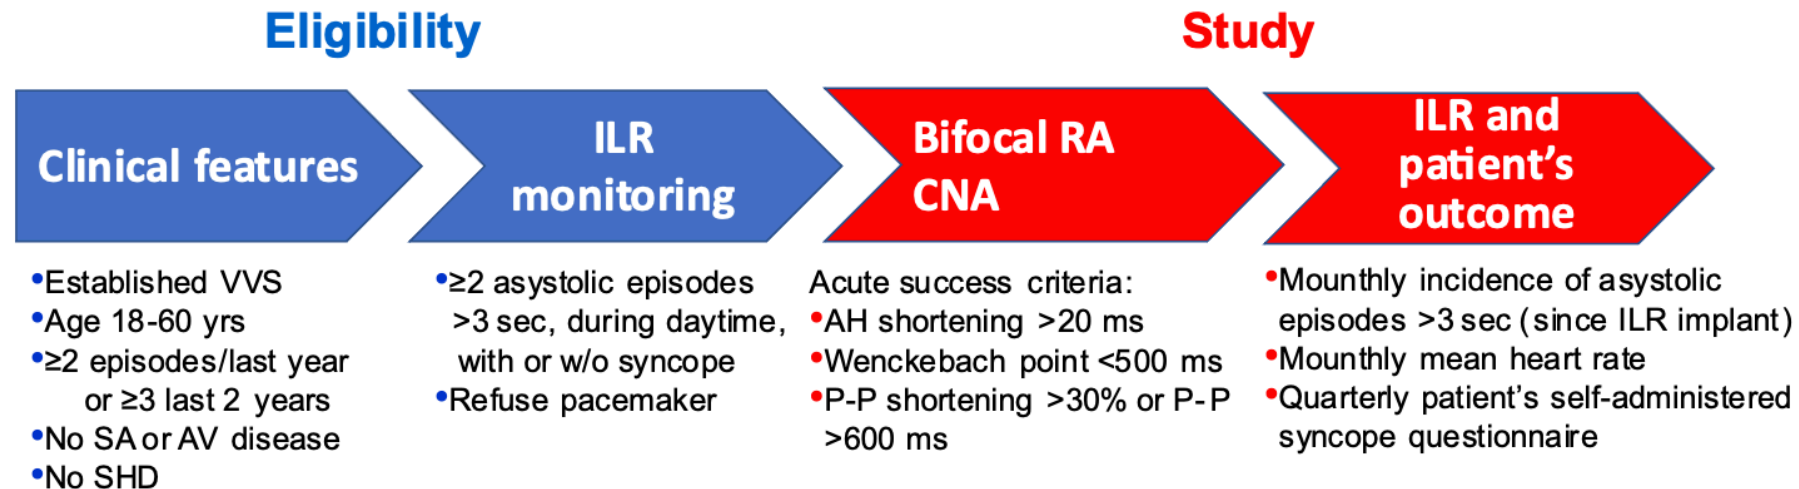 Eligibility
Study
Clinical features
ILR
monitoring
Bifocal RA
CNA
ILR and
patient's
outcome
•Established VVS
•Age 18-60 yrs
•≥2 episodes/last year
or ≥3 last 2 years
•No SA or AV disease
•No SHD
•≥2 asystolic episodes
>3 sec, during daytime,
with or w/o syncope
•Refuse pacemaker
Acute success criteria:
•AH shortening >20 ms
•Wenckebach point <500 ms
•P-P shortening >30% or P-P
>600 ms
•Mounthly incidence of asystolic
episodes >3 sec (since ILR implant)
•Mounthly mean heart rate
•Quarterly patient's self-administered
syncope questionnaire